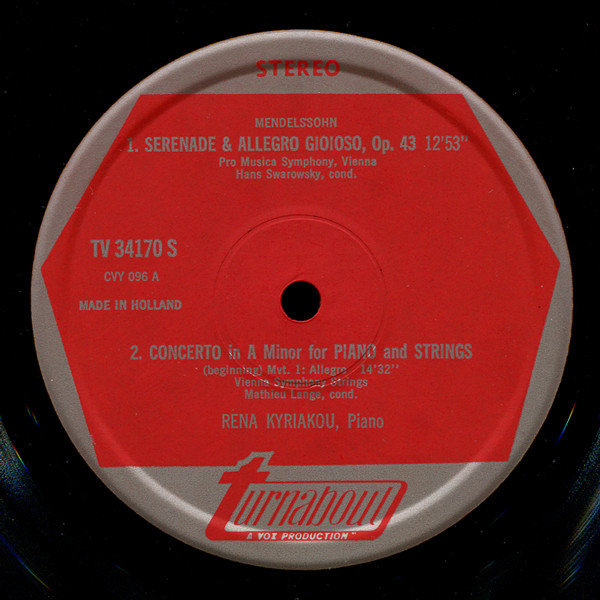 STEREO
MENDELSSOHN
1. SERENADE & ALLEGRO GIOIOSO, Op. 43 12'53"
Pro Musica Symphony, Vienna
Hans Swarowsky, cond.
TV 34170 S
CVY 096 A
MADE IN HOLLAND
2. CONCERTO in A Minor for PIANO and STRINGS
(beginning) Mvt. 1: Allegro 14'32"
Vienna Symphony Strings
Mathieu Lange, cond.
RENA KYRIAKOU, Piano
turnabout
A VOX PRODUCTION